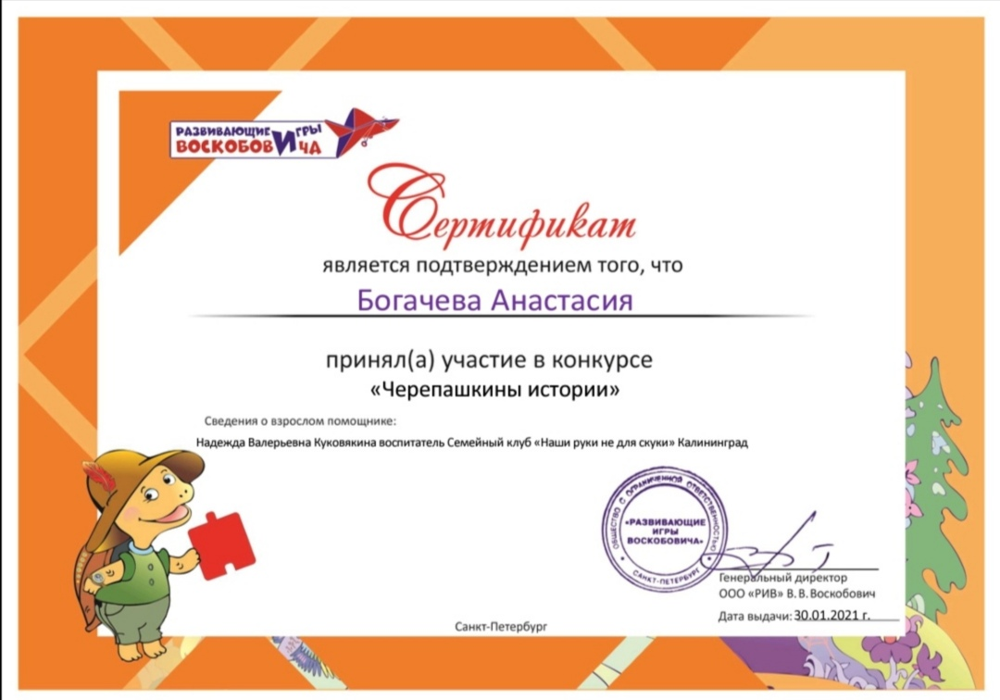 РАЗВИВАЮЩИЕ ИГРЫ
ВОСКОБОВИЧА
Сертификат
является подтверждением того, что
Богачева Анастасия
принял(а) участие в конкурсе
«Черепашкины истории»
Сведения о взрослом помощнике:
Надежда Валерьевна Куковякина воспитатель Семейный клуб «Наши руки не для скуки» Калининград
ОБЩЕСТВО С ОГРАНИЧЕННОЙ ОТВЕТСТВЕННОСТЬЮ
«РАЗВИВАЮЩИЕ
ИГРЫ
ВОСКОБОВИЧА»
САНКТ-ПЕТЕРБУРГ
Генеральный директор
ООО «РИВ» В. В. Воскобович
Дата выдачи: 30.01.2021 г.
Санкт-Петербург